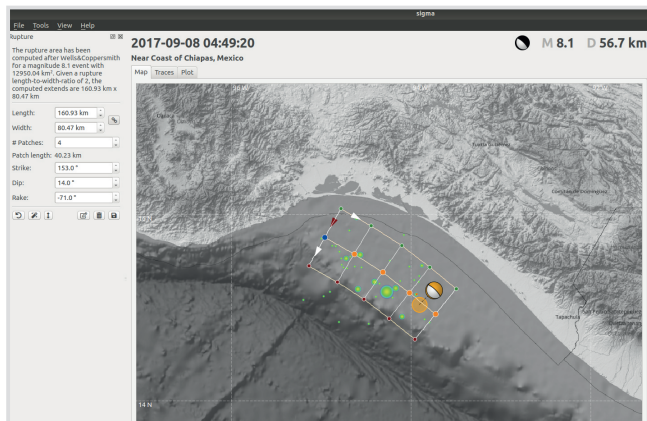 sigma
File Tools View Help
Rupture
The rupture area has been
computed after Wells&Coppersmith
for a magnitude 8.1 event with
12950.04 km². Given a rupture
length-to-width-ratio of 2, the
computed extends are 160.93 km x
80.47 km
Length: 160.93 km
Width: 80.47 km
# Patches: 4
Patch length: 40.23 km
Strike: 153.0 °
Dip: 14.0 °
Rake: -71.0 °
2017-09-08 04:49:20
M 8.1 D 56.7 km
Near Coast of Chiapas, Mexico
Map Traces Plot
Tuxtla Gutiérrez
Comitán de Domínguez
Tapachula
14 N